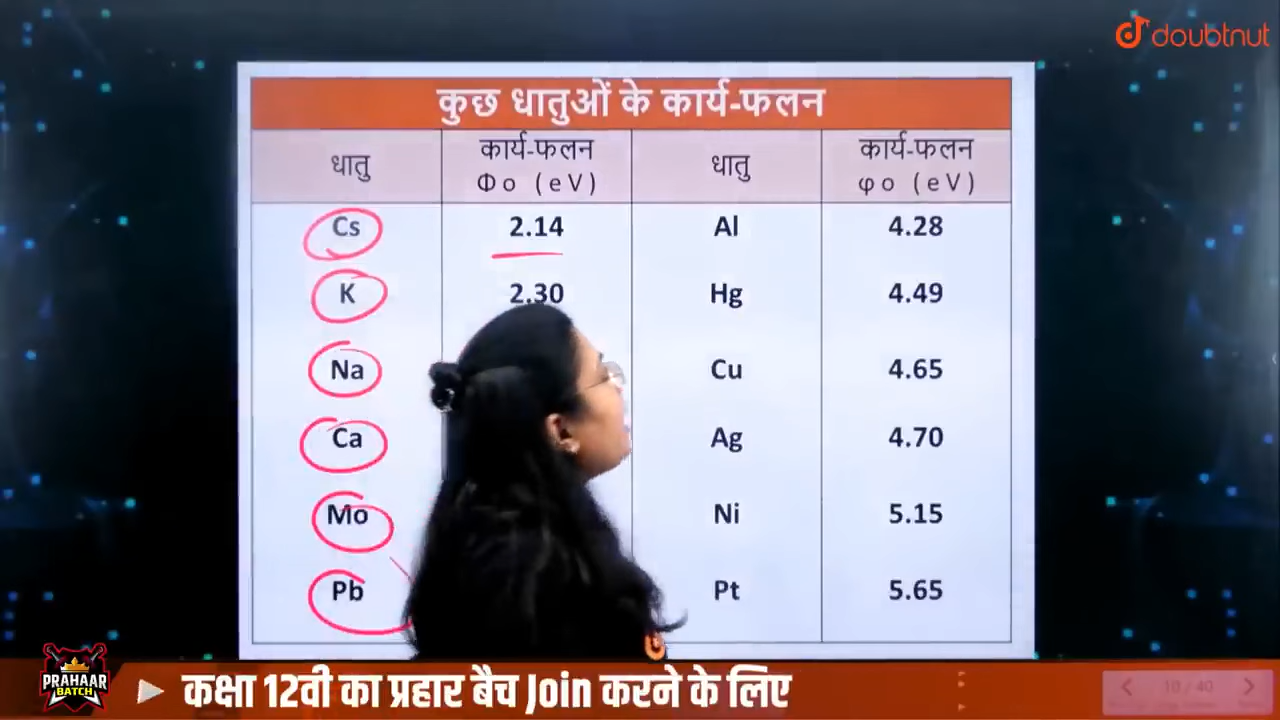 doubtnut
कुछ धातुओं के कार्य-फलन
धातु कार्य-फलन Φo (eV) धातु कार्य-फलन φo (eV)
Cs 2.14 Al 4.28
K 2.30 Hg 4.49
Na Cu 4.65
Ca Ag 4.70
Mo Ni 5.15
Pb Pt 5.65
PRAHAAR
BATCH
कक्षा 12वी का प्रहार बैच Join करने के लिए
10 / 40